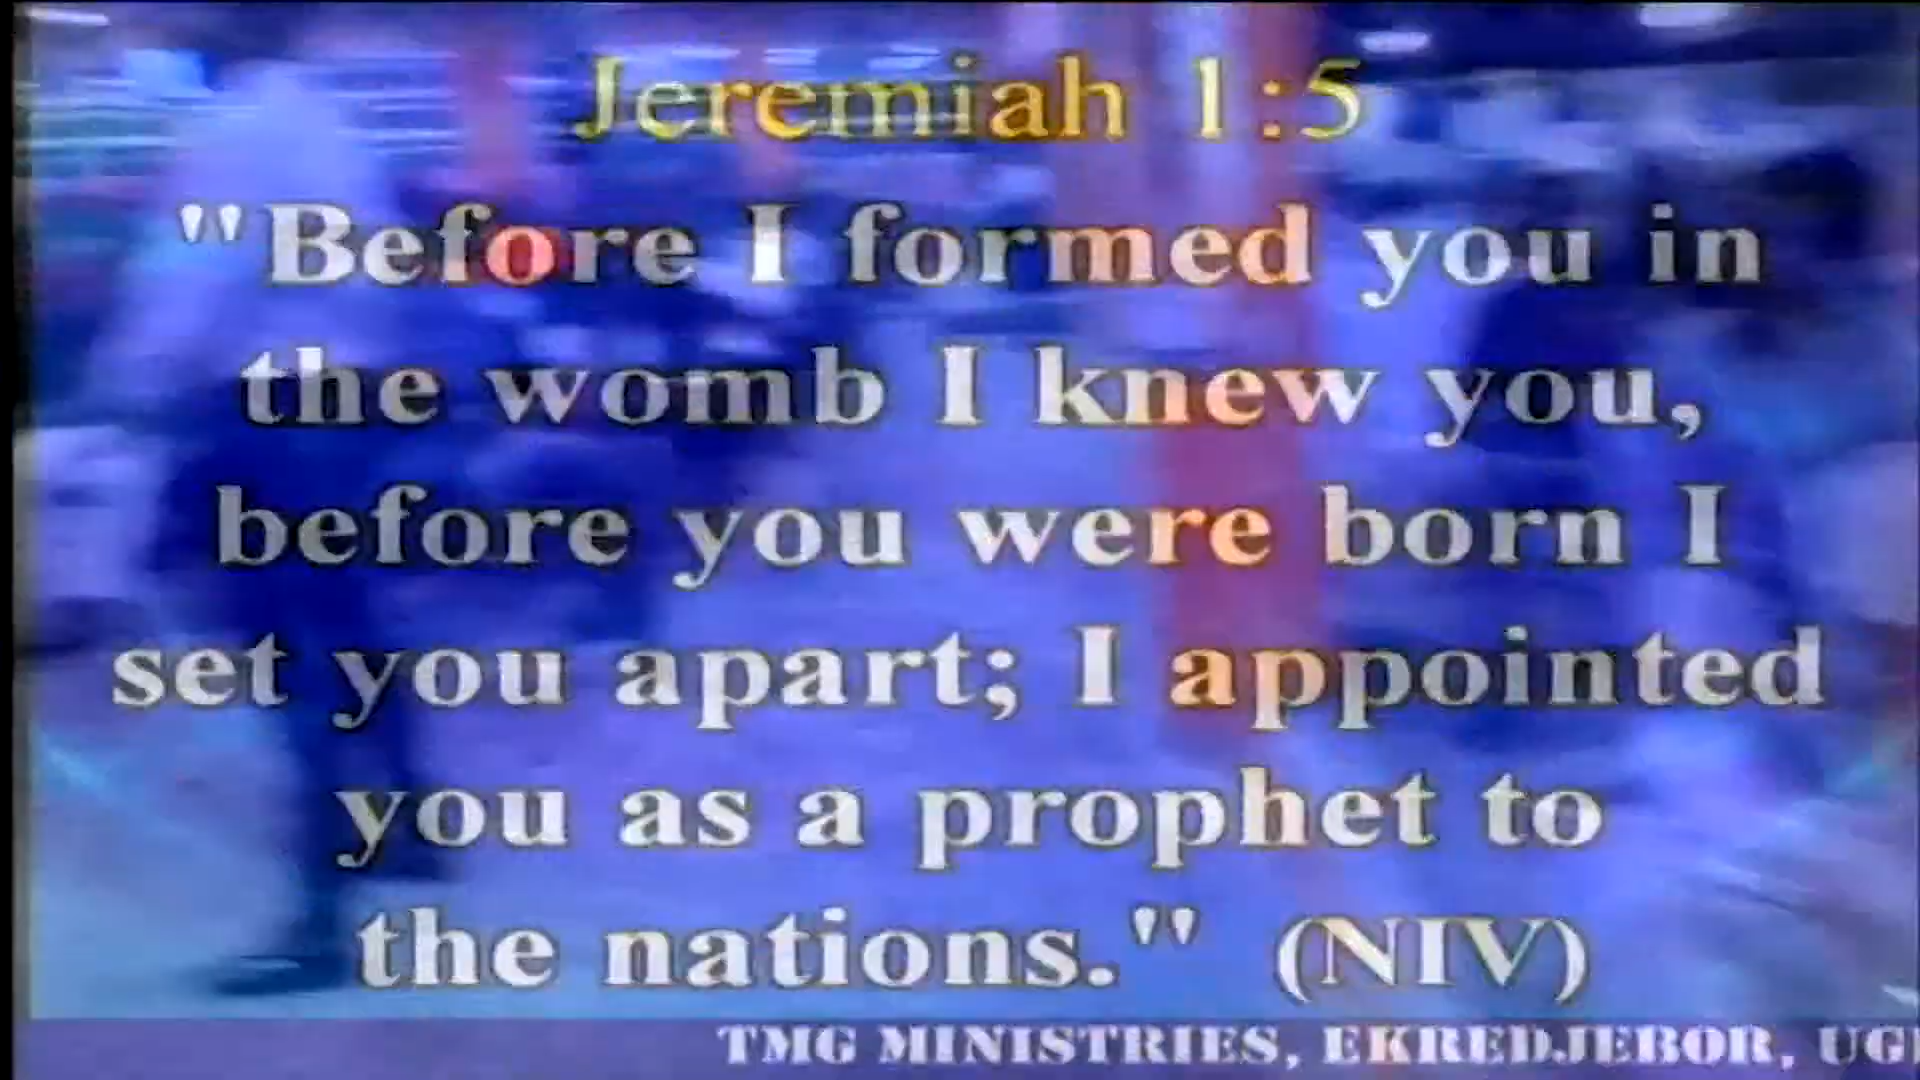 Jeremiah 1:5
"Before I formed you in
the womb I knew you,
before you were born I
set you apart; I appointed
you as a prophet to
the nations." (NIV)
TMG MINISTRIES, EKREDJEBOR, UG